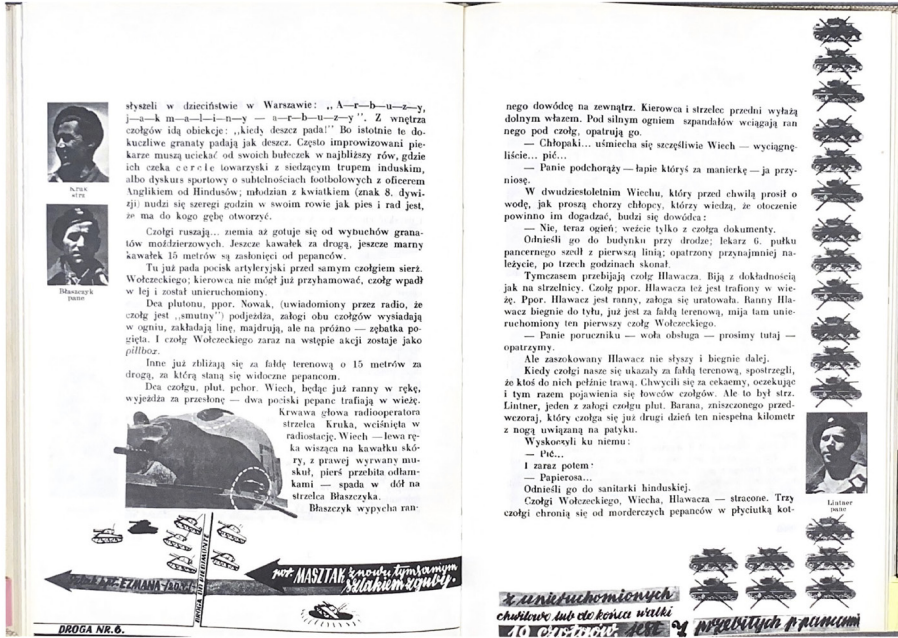 słyszeli w dzieciństwie w Warszawie: „A—r—b—u—z—y,
j—a—k m—a—l—i—n—y — a—r—b—u—z—y". Z wnętrza
czołgów idą obiekcje: „kiedy deszcz pada!" Bo istotnie te do-
kuczliwe granaty padają jak deszcz. Często improwizowani pie-
karze muszą uciekać od swoich bułeczek w najbliższy rów, gdzie
ich czeka cercle towarzyski z siedzącym trupem induskim,
albo dyskurs sportowy o subtelnościach footbolowych z oficerem
Anglikiem od Hindusów; młodzian z kwiatkiem (znak 8. dywi-
zji) nudzi się szeregi godzin w swoim rowie jak pies i rad jest,
że ma do kogo gębę otworzyć.
Czołgi ruszają... ziemia aż gotuje się od wybuchów grana-
tów moździerzowych. Jeszcze kawałek za drogą, jeszcze marny
kawałek 15 metrów są zasłonięci od pepanców.
Tu już pada pocisk artyleryjski przed samym czołgiem sierż.
Wołczeckiego; kierowca nie mógł już przyhamować, czołg wpadł
w lej i został unieruchomiony.
Dca plutonu, ppor. Nowak, (uwiadomiony przez radio, że
czołg jest „smutny") podjeżdża, załogi obu czołgów wysiadają
w ogniu, zakładają linę, majdrują, ale na próżno — zębatka po-
gięta. I czołg Wołczeckiego zaraz na wstępie akcji zostaje jako
pillbox.
Inne już zbliżają się za fałdę terenową o 15 metrów za
drogą, za którą staną się widoczne pepancom.
Dca czołgu, plut. pchor. Wiech, będąc już ranny w rękę,
wyjeżdża za przesłonę — dwa pociski pepanc trafiają w wieżę.
Krwawa głowa radiooperatora
strzelca Kruka, wciśnięta w
radiostację. Wiech — lewa rę-
ka wisząca na kawałku skó-
ry, z prawej wyrwany mu-
skuł, pierś przebita odłam-
kami — spada w dół na
strzelca Błaszczyka.
Błaszczyk wypycha ran-
Kruk
strz
Błaszczyk
panc
por. MASZTAK znowu tymsamym
szlakiem zguby.
DROGA NR.6.
nego dowódcę na zewnątrz. Kierowca i strzelec przedni wyłażą
dolnym włazem. Pod silnym ogniem szpandałów wciągają ran
nego pod czołg, opatrują go.
— Chłopaki... uśmiecha się szczęśliwie Wiech — wyciągnę-
liście... pić...
— Panie podchorąży — łapie któryś za manierkę — ja przy-
niosę.
W dwudziestoletnim Wiechu, który przed chwilą prosił o
wodę, jak proszą chorzy chłopcy, którzy wiedzą, że otoczenie
powinno im dogadzać, budzi się dowódca:
— Nie, teraz ogień; weźcie tylko z czołga dokumenty.
Odnieśli go do budynku przy drodze; lekarz 6. pułku
pancernego szedł z pierwszą linią; opatrzony przynajmniej na-
leżycie, po trzech godzinach skonał.
Tymczasem przebijają czołg Hławacza. Biją z dokładnością
jak na strzelnicy. Czołg ppor. Hławacza też jest trafiony w wie-
żę. Ppor. Hławacz jest ranny, załoga się uratowała. Ranny Hła-
wacz biegnie do tyłu, już jest za fałdą terenową, mija tam unie-
ruchomiony ten pierwszy czołg Wołczeckiego.
— Panie poruczniku — woła obsługa — prosimy tutaj —
opatrzymy.
Ale zaszokowany Hławacz nie słyszy i biegnie dalej.
Kiedy czołgi nasze się ukazały za fałdą terenową, spostrzegli,
że ktoś do nich pełznie trawą. Chwycili się za cekaemy, oczekując
i tym razem pojawienia się łowców czołgów. Ale to był strz.
Lintner, jeden z załogi czołgu plut. Barana, zniszczonego przed-
wczoraj, który czołga się już drugi dzień ten niespełna kilometr
z nogą uwiązaną na patyku.
Wyskoczyli ku niemu:
— Pić...
I zaraz potem
— Papierosa...
Odnieśli go do sanitarki hinduskiej.
Czołgi Wołczeckiego, Wiecha, Hławacza — stracone. Trzy
czołgi chronią się od morderczych pepanców w płyciutką kot-
Lintner
panc
z unieruchomionych
chwilowo lub do końca walki
19 czołgów jest